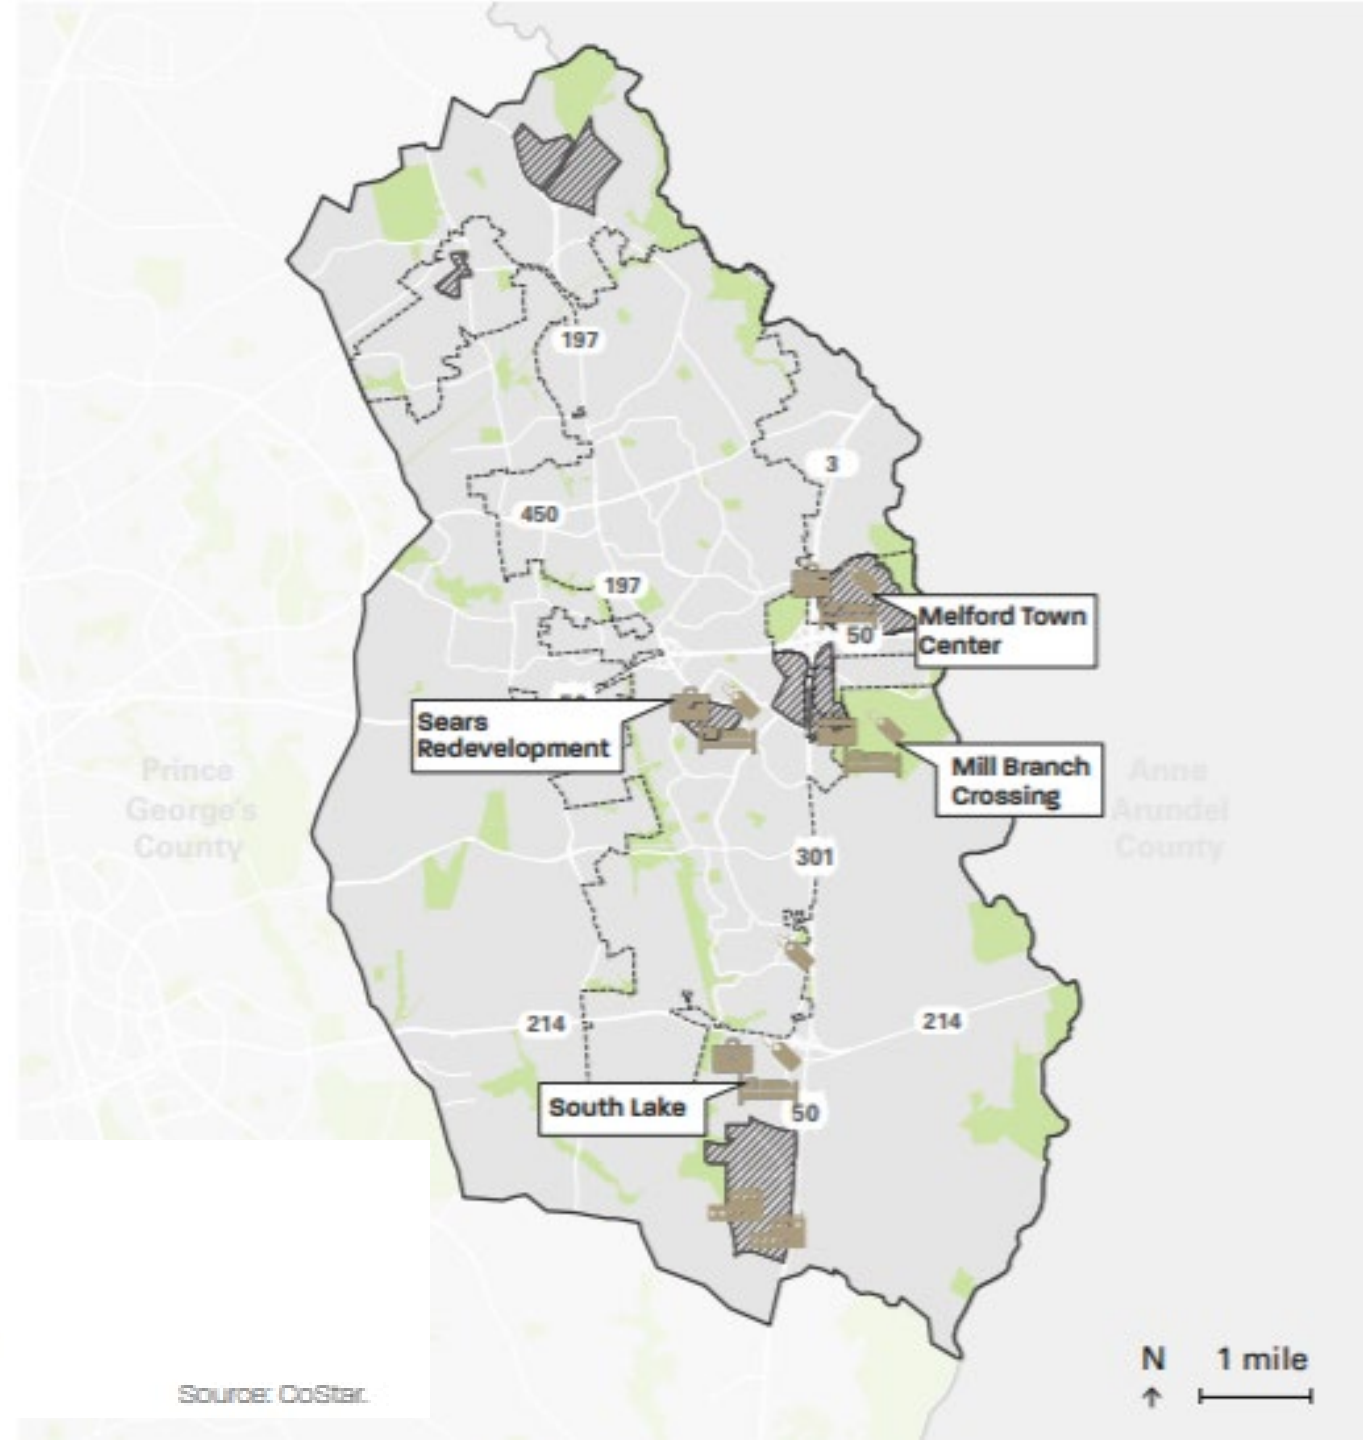 197
3
450
197
Melford Town
Center
50
Sears
Redevelopment
Mill Branch
Crossing
Prince
George's
County
Anne
Arundel
County
301
214
214
South Lake
50
N
1 mile
Source: CoStar.